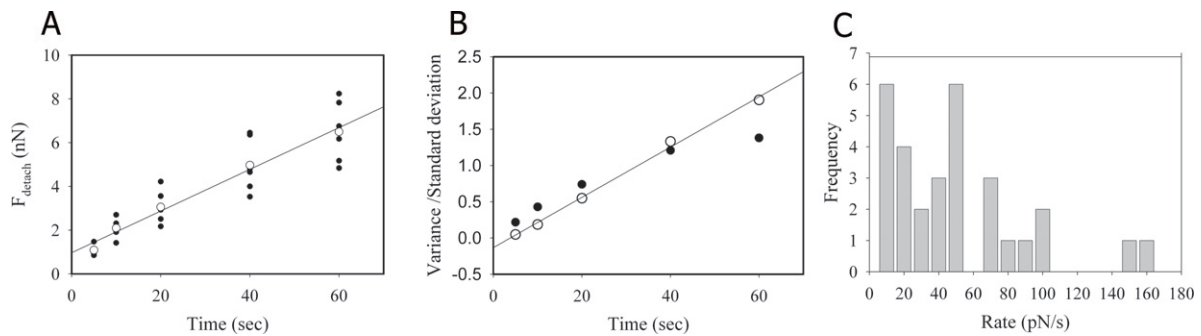 A
F_detach (nN)
10
8
6
4
2
0
0 20 40 60
Time (sec)
B
Variance /Standard deviation
2.5
2.0
1.5
1.0
0.5
0.0
-0.5
0 20 40 60
Time (sec)
C
Frequency
7
6
5
4
3
2
1
0
0 20 40 60 80 100 120 140 160 180
Rate (pN/s)